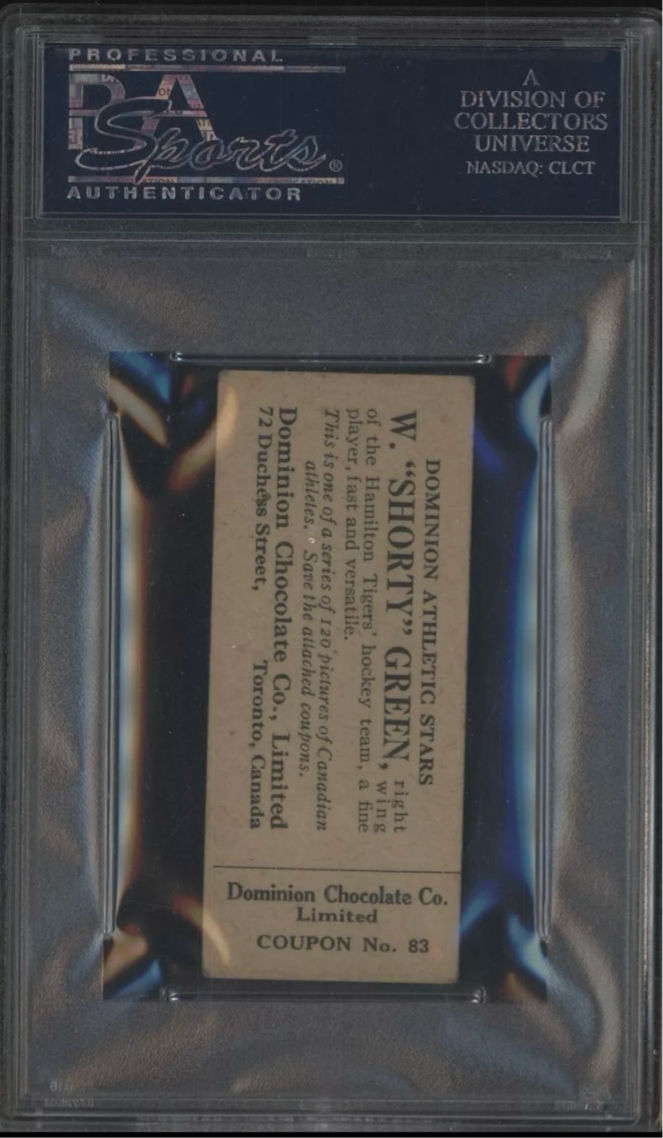 PROFESSIONAL
PSA
Sports®
AUTHENTICATOR
A
DIVISION OF
COLLECTORS
UNIVERSE
NASDAQ: CLCT
DOMINION ATHLETIC STARS
W. “SHORTY” GREEN, right wing
of the Hamilton Tigers’ hockey team, a fine
player, fast and versatile.
This is one of a series of 120 pictures of Canadian
athletes. Save the attached coupons.
Dominion Chocolate Co., Limited
72 Duchess Street, Toronto, Canada
Dominion Chocolate Co.
Limited
COUPON No. 83